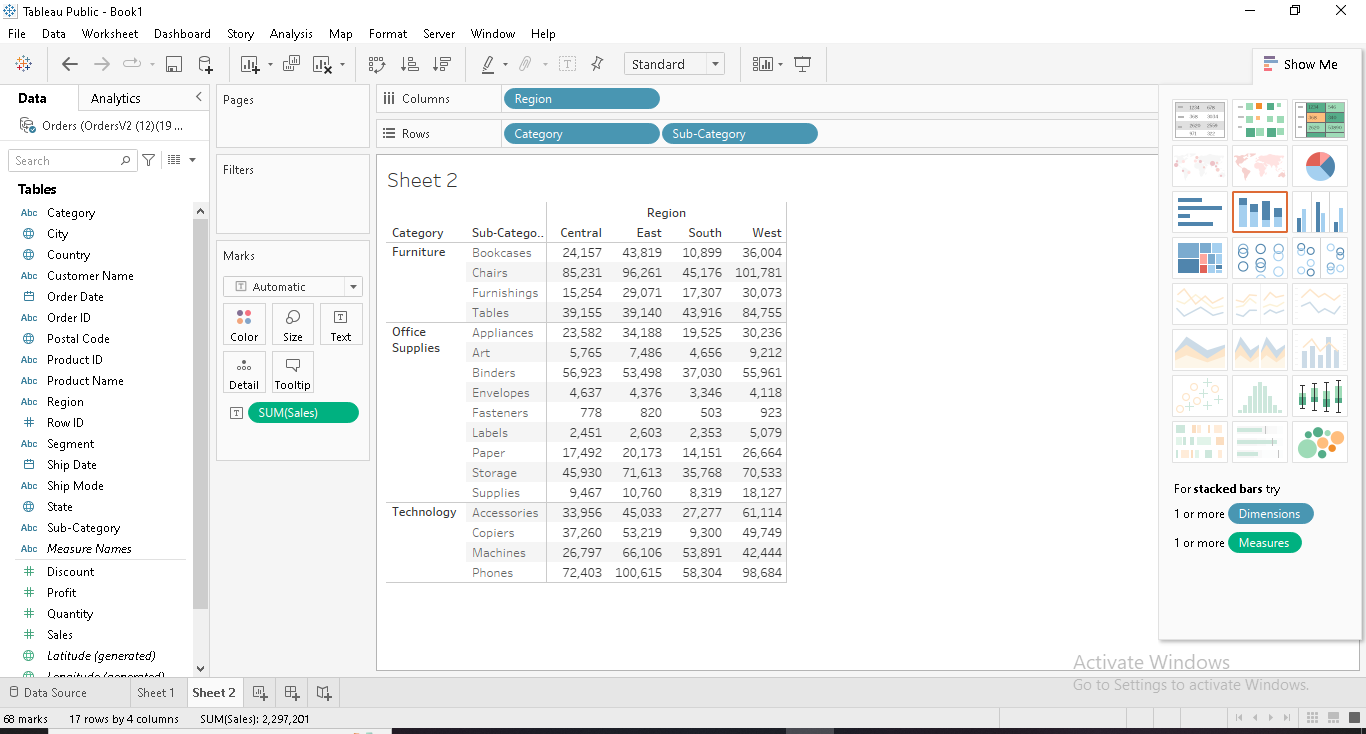 Tableau Public - Book1
File Data Worksheet Dashboard Story Analysis Map Format Server Window Help
Standard
Show Me
Data Analytics
Orders (OrdersV2 (12)(19 ...
Search
Tables
Abc Category
City
Country
Abc Customer Name
Order Date
Abc Order ID
Postal Code
Abc Product ID
Abc Product Name
Abc Region
Row ID
Abc Segment
Ship Date
Abc Ship Mode
State
Abc Sub-Category
Abc Measure Names
Discount
Profit
Quantity
Sales
Latitude (generated)
Longitude (generated)
Pages
Filters
Marks
Automatic
Color Size Text
Detail Tooltip
SUM(Sales)
Columns Region
Rows Category Sub-Category
Sheet 2
Region
Category Sub-Catego.. Central East South West
Furniture Bookcases 24,157 43,819 10,899 36,004
Chairs 85,231 96,261 45,176 101,781
Furnishings 15,254 29,071 17,307 30,073
Tables 39,155 39,140 43,916 84,755
Office Supplies Appliances 23,582 34,188 19,525 30,236
Art 5,765 7,486 4,656 9,212
Binders 56,923 53,498 37,030 55,961
Envelopes 4,637 4,376 3,346 4,118
Fasteners 778 820 503 923
Labels 2,451 2,603 2,353 5,079
Paper 17,492 20,173 14,151 26,664
Storage 45,930 71,613 35,768 70,533
Supplies 9,467 10,760 8,319 18,127
Technology Accessories 33,956 45,033 27,277 61,114
Copiers 37,260 53,219 9,300 49,749
Machines 26,797 66,106 53,891 42,444
Phones 72,403 100,615 58,304 98,684
For stacked bars try
1 or more Dimensions
1 or more Measures
Activate Windows
Go to Settings to activate Windows.
Data Source Sheet 1 Sheet 2
68 marks 17 rows by 4 columns SUM(Sales): 2,297,201